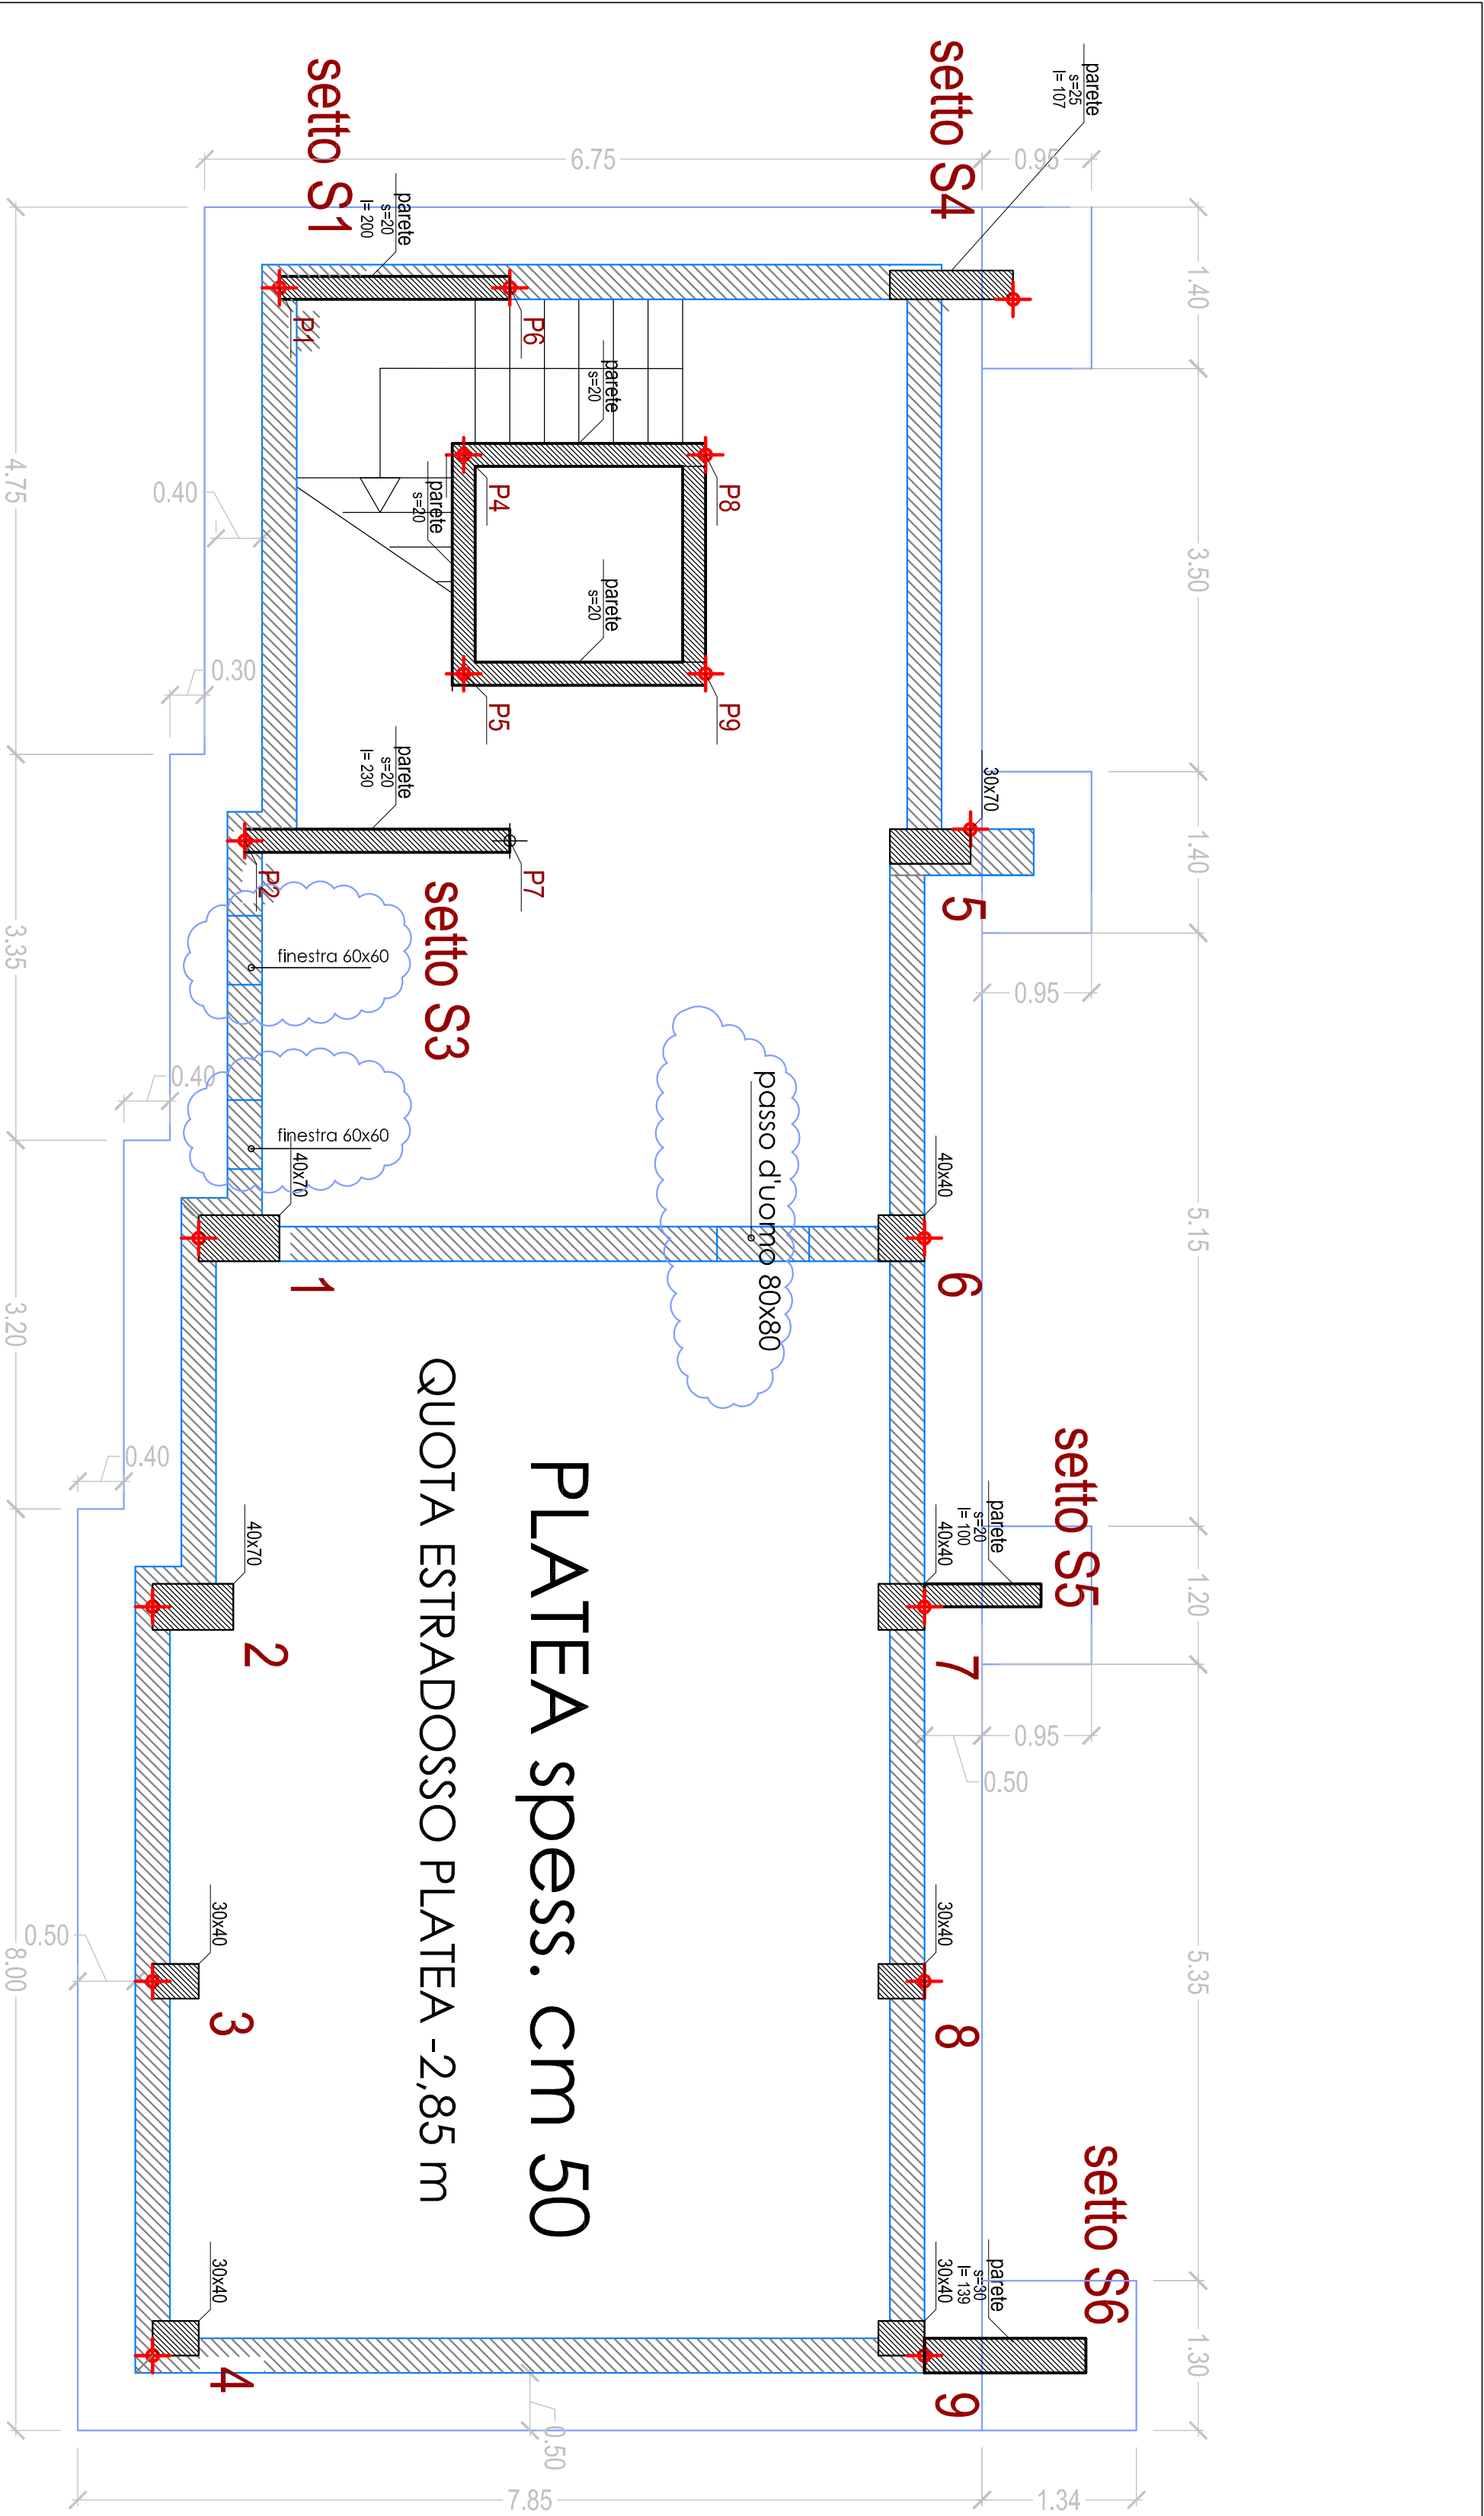 setto S4
parete
s=25
l= 107
0.95
6.75
setto S1
parete
s=20
l= 200
P1
P6
parete
s=20
P4
P8
parete
s=20
parete
s=20
P5
P9
parete
s=20
l= 230
P2
P7
setto S3
30x70
5
finestra 60x60
finestra 60x60
40x70
1
passo d'uomo 80x80
40x40
6
setto S5
parete
s=20
l= 100
40x40
7
40x70
2
PLATEA spess. cm 50
QUOTA ESTRADOSSO PLATEA -2,85 m
30x40
8
30x40
3
setto S6
parete
s=30
l= 139
30x40
9
30x40
4
1.40
3.50
1.40
5.15
1.20
5.35
1.30
0.95
0.95
0.50
0.40
0.30
0.40
0.40
0.50
0.50
4.75
3.35
3.20
8.00
7.85
1.34